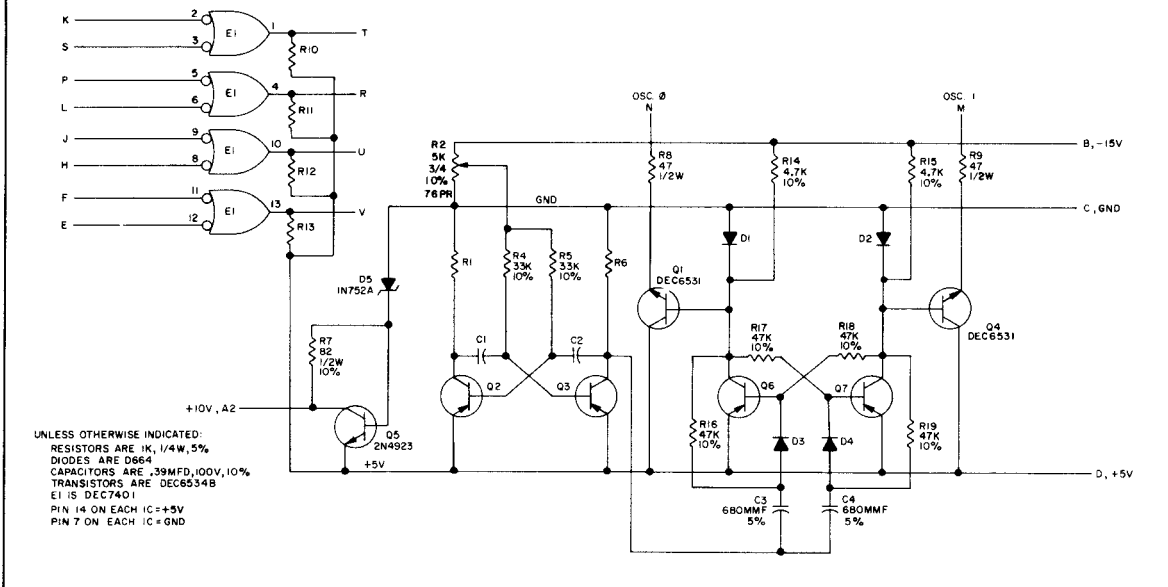 K 2 E1 1 T
S 3 R10
P 5 E1 4 R
L 6 R11
J 9 E1 10 U
H 8 R12
F 11 E1 13 V
E 12 R13
OSC. Ø
N
OSC. 1
M
B, -15V
R2
5K
3/4
10%
76PR
R8
47
1/2W
R14
4.7K
10%
R15
4.7K
10%
R9
47
1/2W
GND
C, GND
D5
1N752A
R1
R4
33K
10%
R5
33K
10%
R6
D1
D2
Q1
DEC6531
Q4
DEC6531
R7
82
1/2W
10%
C1
C2
R17
47K
10%
R18
47K
10%
Q2
Q3
Q6
Q7
+10V, A2
Q5
2N4923
R16
47K
10%
D3
D4
R19
47K
10%
+5V
D, +5V
C3
680MMF
5%
C4
680MMF
5%
UNLESS OTHERWISE INDICATED:
RESISTORS ARE 1K, 1/4W, 5%
DIODES ARE D664
CAPACITORS ARE .39MFD, 100V, 10%
TRANSISTORS ARE DEC6534B
E1 IS DEC7401
PIN 14 ON EACH IC=+5V
PIN 7 ON EACH IC=GND